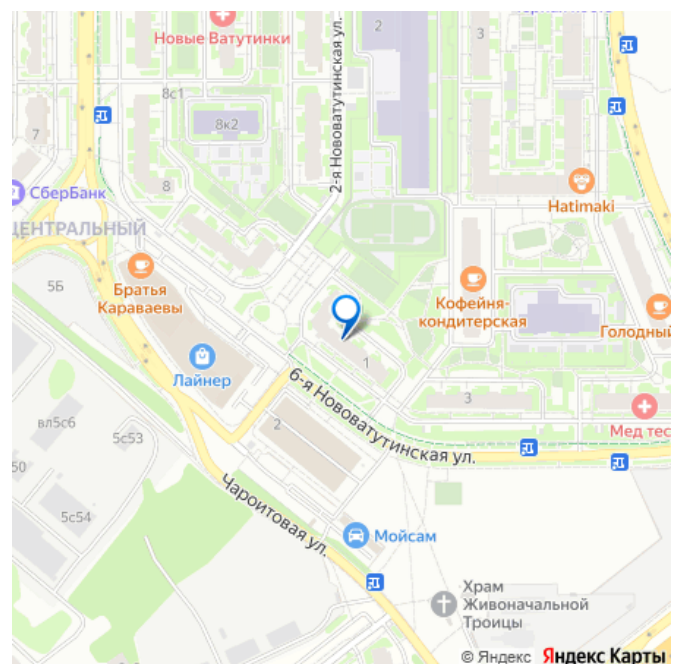 2
3
Новые Ватутинки
8с1
8к2
2-я Нововатутинская ул.
7
8
СберБанк
Hatimaki
ЦЕНТРАЛЬНЫЙ
5Б
Братья
Караваевы
Кофейня-
кондитерская
Голодный
Лайнер
1
6-я Нововатутинская ул.
3
вл5с6
5с53
2
Мед тес
50
5с54
Чароитовая ул.
Мойсам
Храм
Живоначальной
Троицы
© Яндекс Яндекс Карты